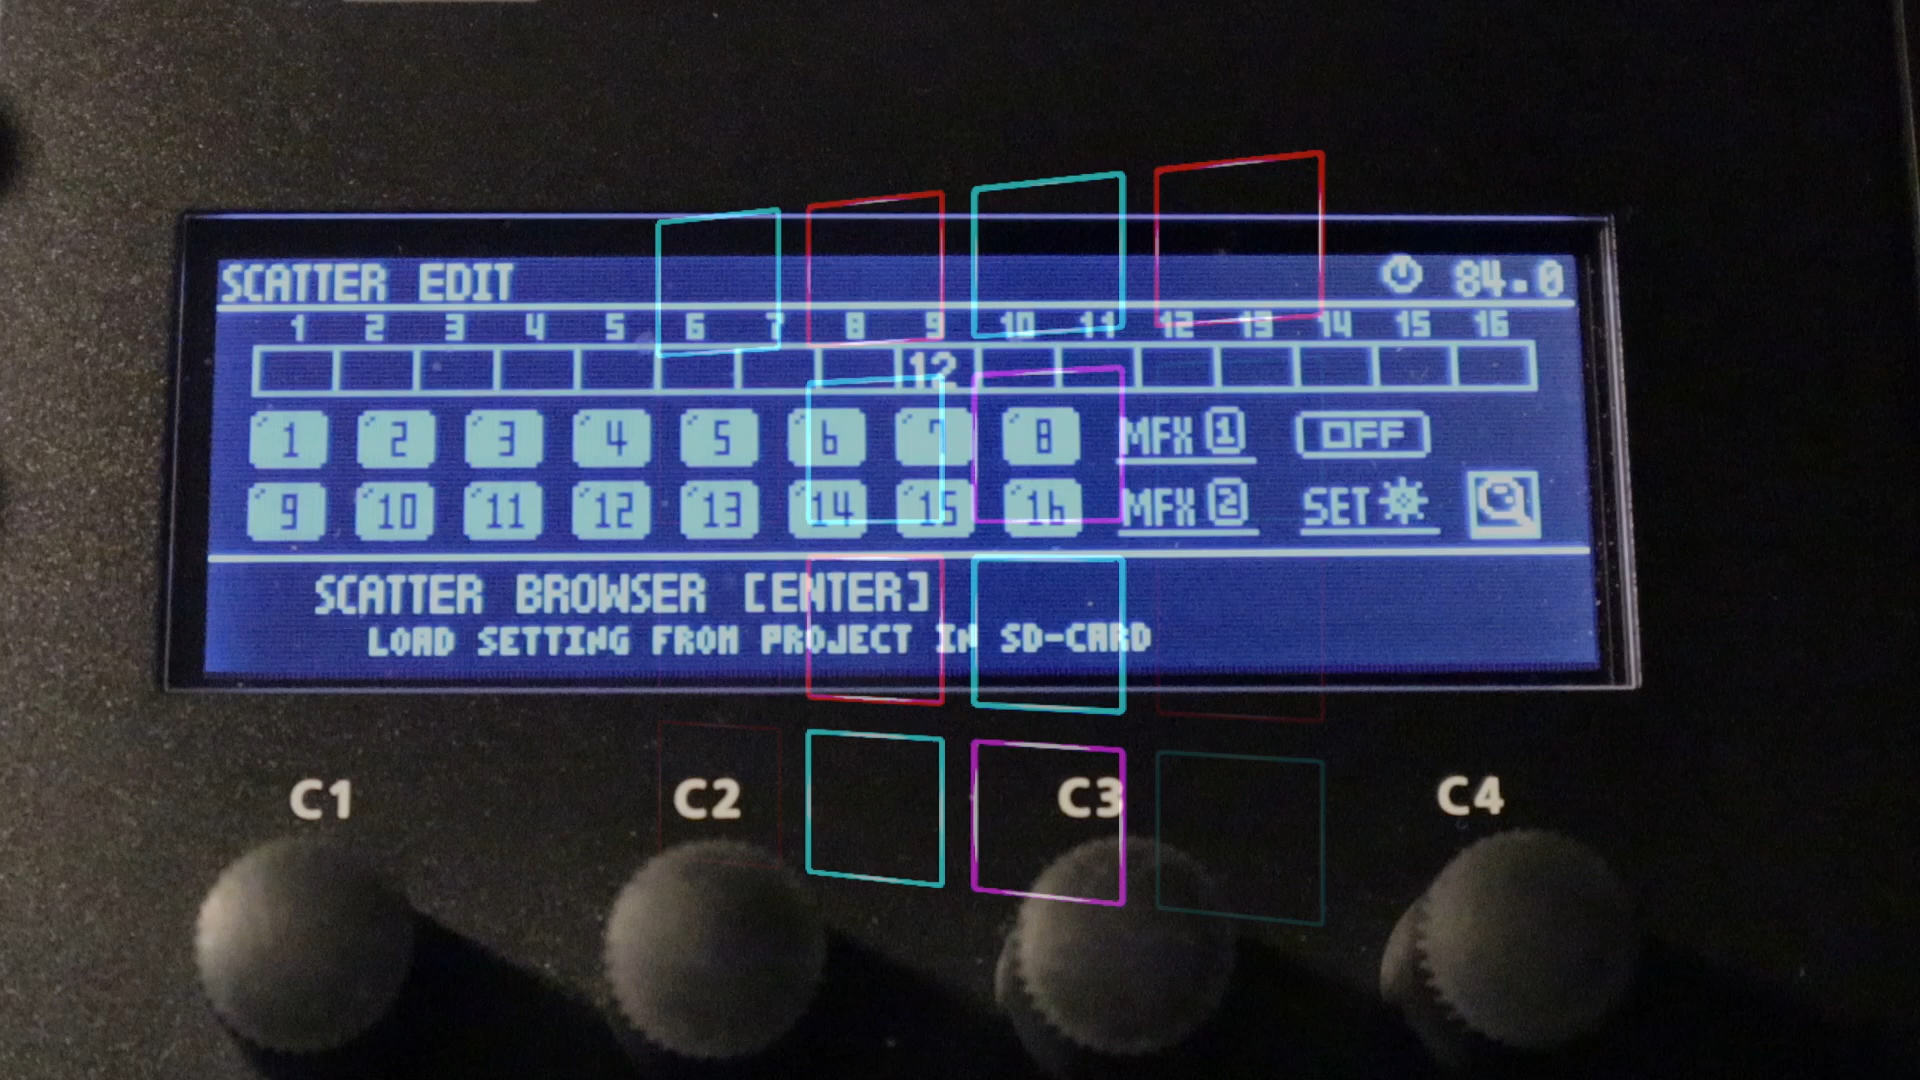 SCATTER EDIT 84.0
1 2 3 4 5 6 7 8 9 10 11 12 13 14 15 16
12
1 2 3 4 5 6 7 8 MFX 1 OFF
9 10 11 12 13 14 15 16 MFX 2 SET
SCATTER BROWSER [ENTER]
LOAD SETTING FROM PROJECT IN SD-CARD
C1 C2 C3 C4